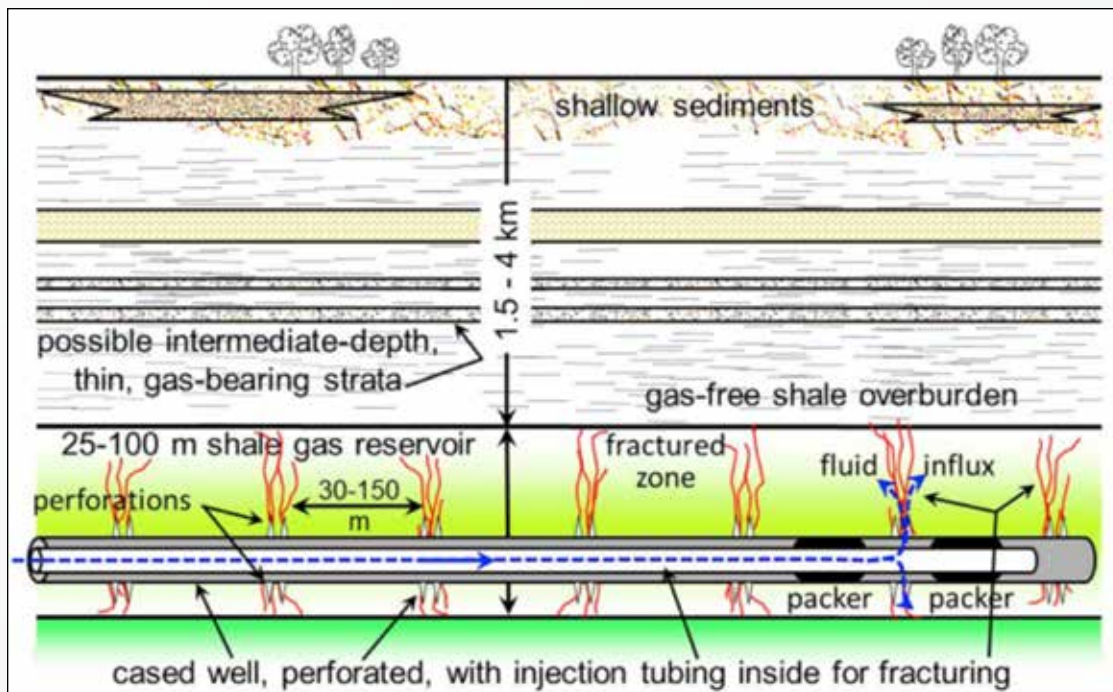 shallow sediments
1.5 - 4 km
possible intermediate-depth,
thin, gas-bearing strata
gas-free shale overburden
25-100 m shale gas reservoir
fractured
zone
fluid influx
perforations
30-150
m
packer packer
cased well, perforated, with injection tubing inside for fracturing